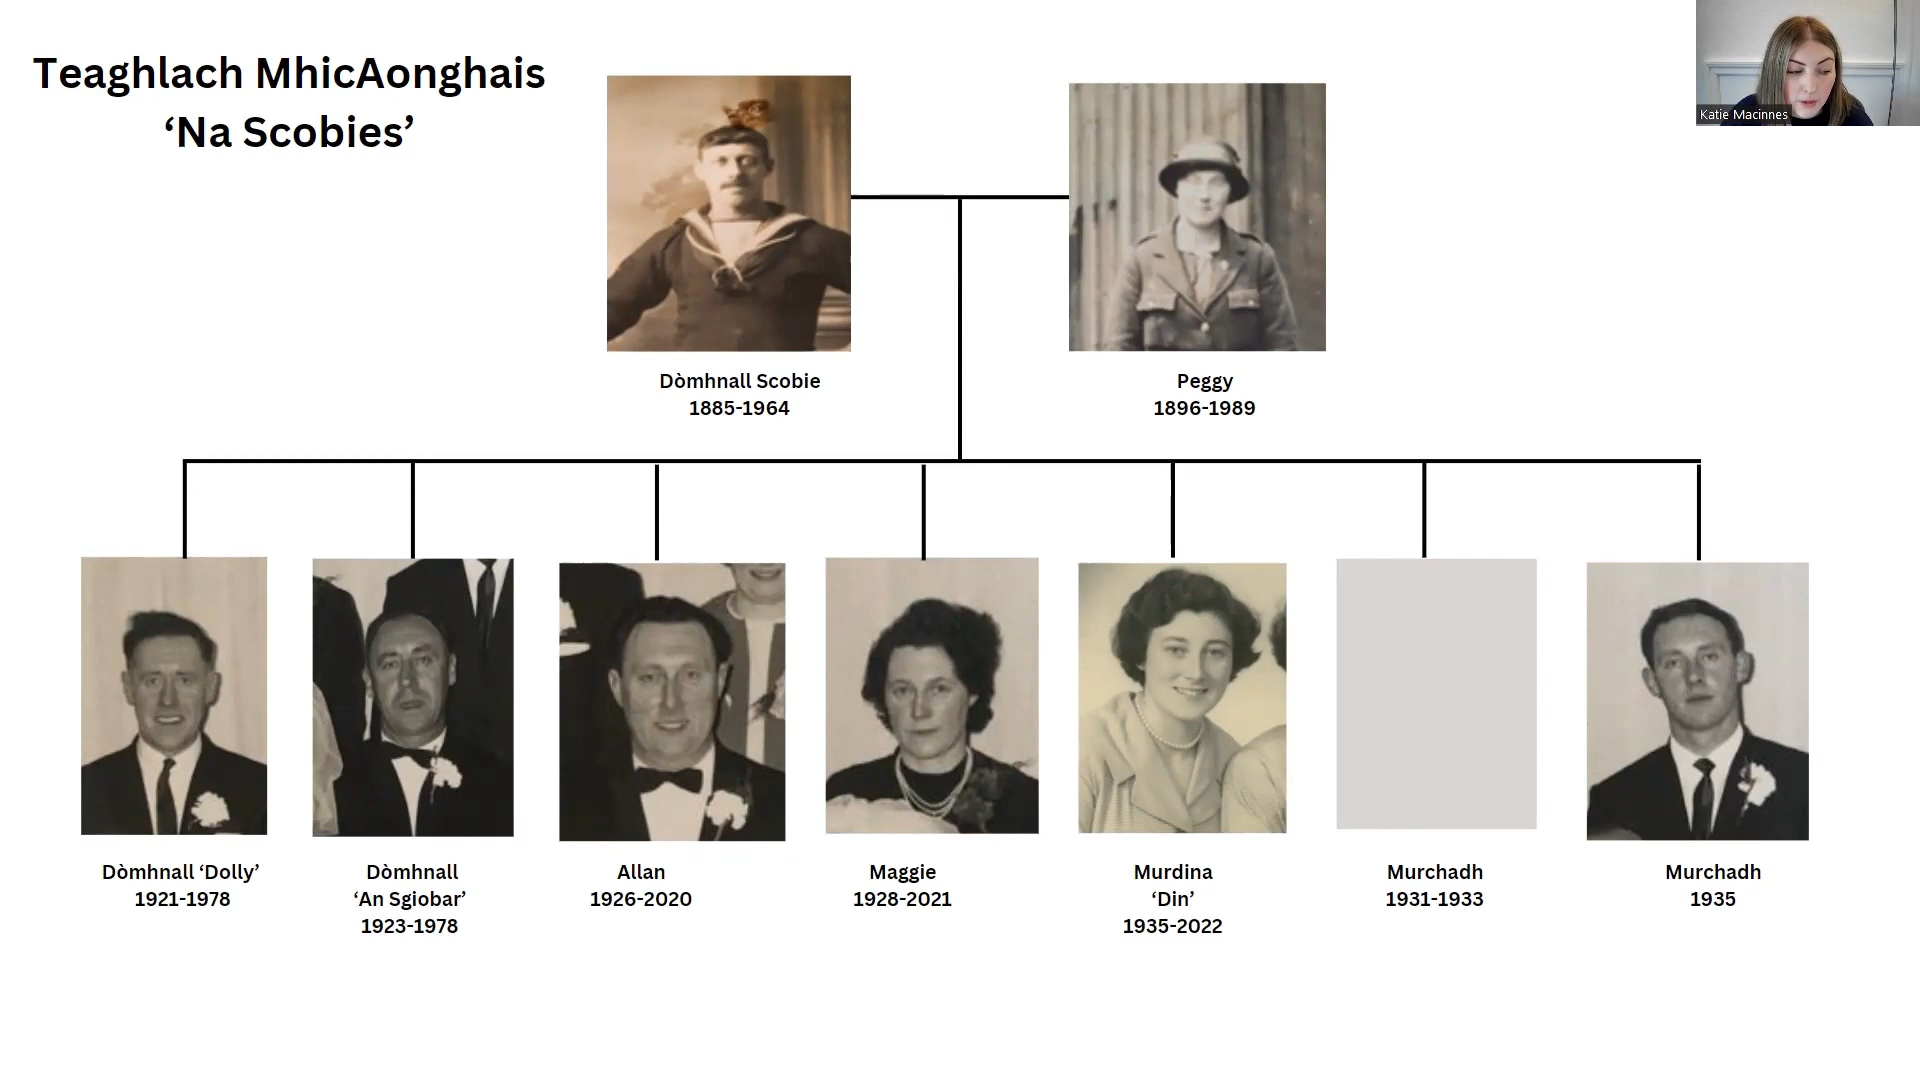 Teaghlach MhicAonghais
‘Na Scobies’
Katie Macinnes
Dòmhnall Scobie
1885-1964
Peggy
1896-1989
Dòmhnall ‘Dolly’
1921-1978
Dòmhnall
‘An Sgiobar’
1923-1978
Allan
1926-2020
Maggie
1928-2021
Murdina
‘Din’
1935-2022
Murchadh
1931-1933
Murchadh
1935